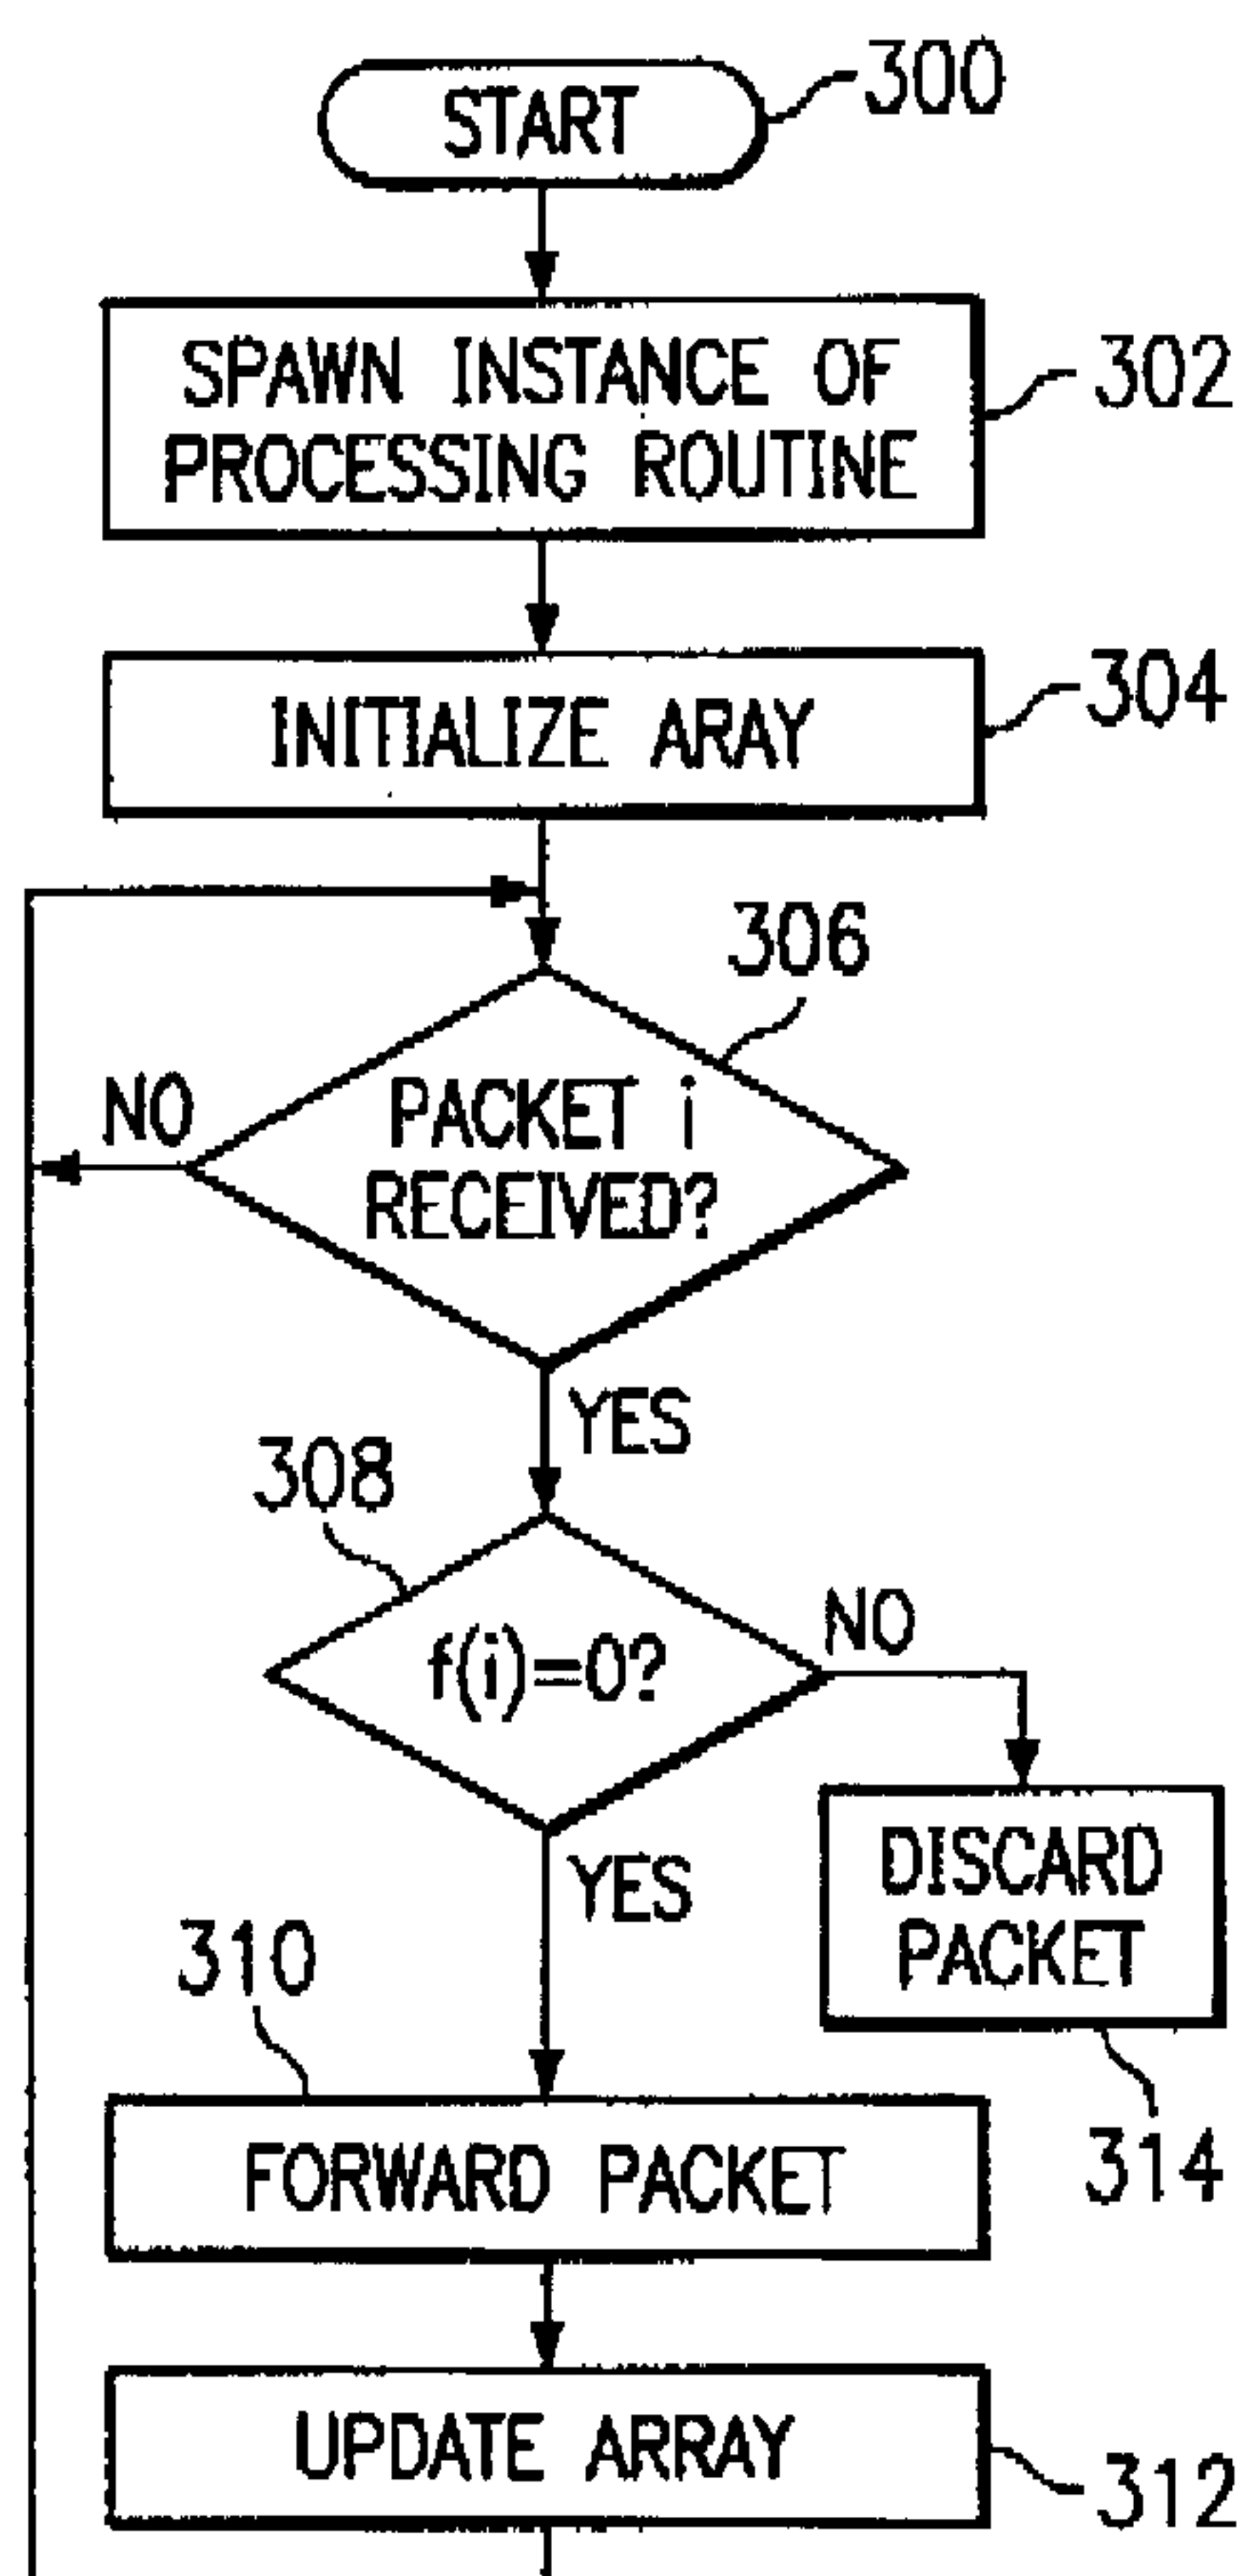 START
300
SPAWN INSTANCE OF
PROCESSING ROUTINE
302
INITIALIZE ARAY
304
306
PACKET i
RECEIVED?
NO
YES
308
f(i)=0?
NO
YES
DISCARD
PACKET
314
310
FORWARD PACKET
UPDATE ARRAY
312